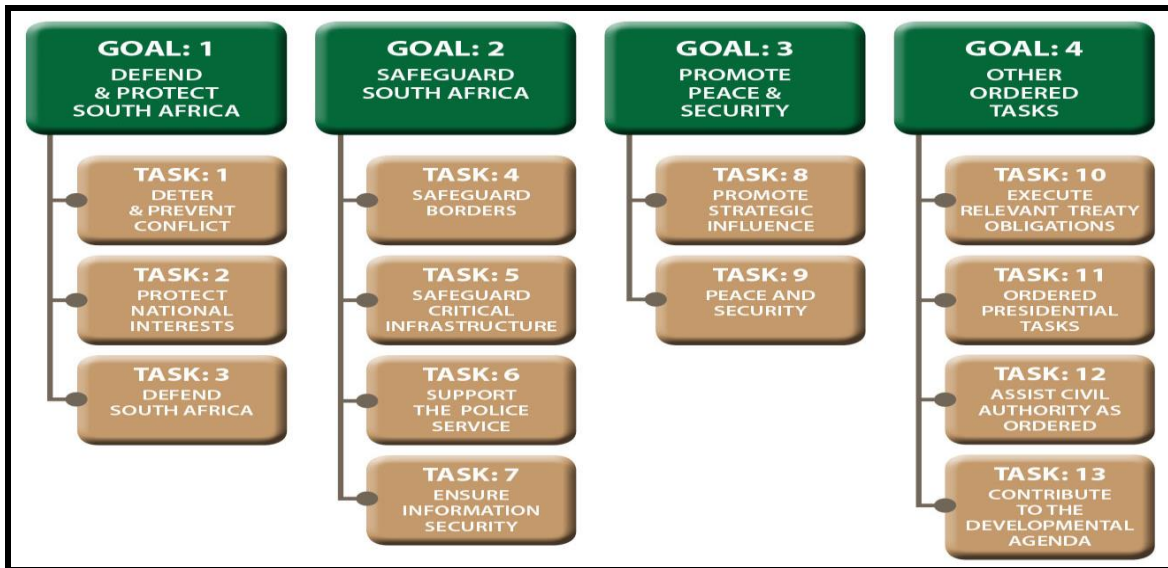 GOAL: 1
DEFEND
& PROTECT
SOUTH AFRICA
TASK: 1
DETER
& PREVENT
CONFLICT
TASK: 2
PROTECT
NATIONAL
INTERESTS
TASK: 3
DEFEND
SOUTH AFRICA
GOAL: 2
SAFEGUARD
SOUTH AFRICA
TASK: 4
SAFEGUARD
BORDERS
TASK: 5
SAFEGUARD
CRITICAL
INFRASTRUCTURE
TASK: 6
SUPPORT
THE POLICE
SERVICE
TASK: 7
ENSURE
INFORMATION
SECURITY
GOAL: 3
PROMOTE
PEACE &
SECURITY
TASK: 8
PROMOTE
STRATEGIC
INFLUENCE
TASK: 9
PEACE AND
SECURITY
GOAL: 4
OTHER
ORDERED
TASKS
TASK: 10
EXECUTE
RELEVANT TREATY
OBLIGATIONS
TASK: 11
ORDERED
PRESIDENTIAL
TASKS
TASK: 12
ASSIST CIVIL
AUTHORITY AS
ORDERED
TASK: 13
CONTRIBUTE
TO THE
DEVELOPMENTAL
AGENDA